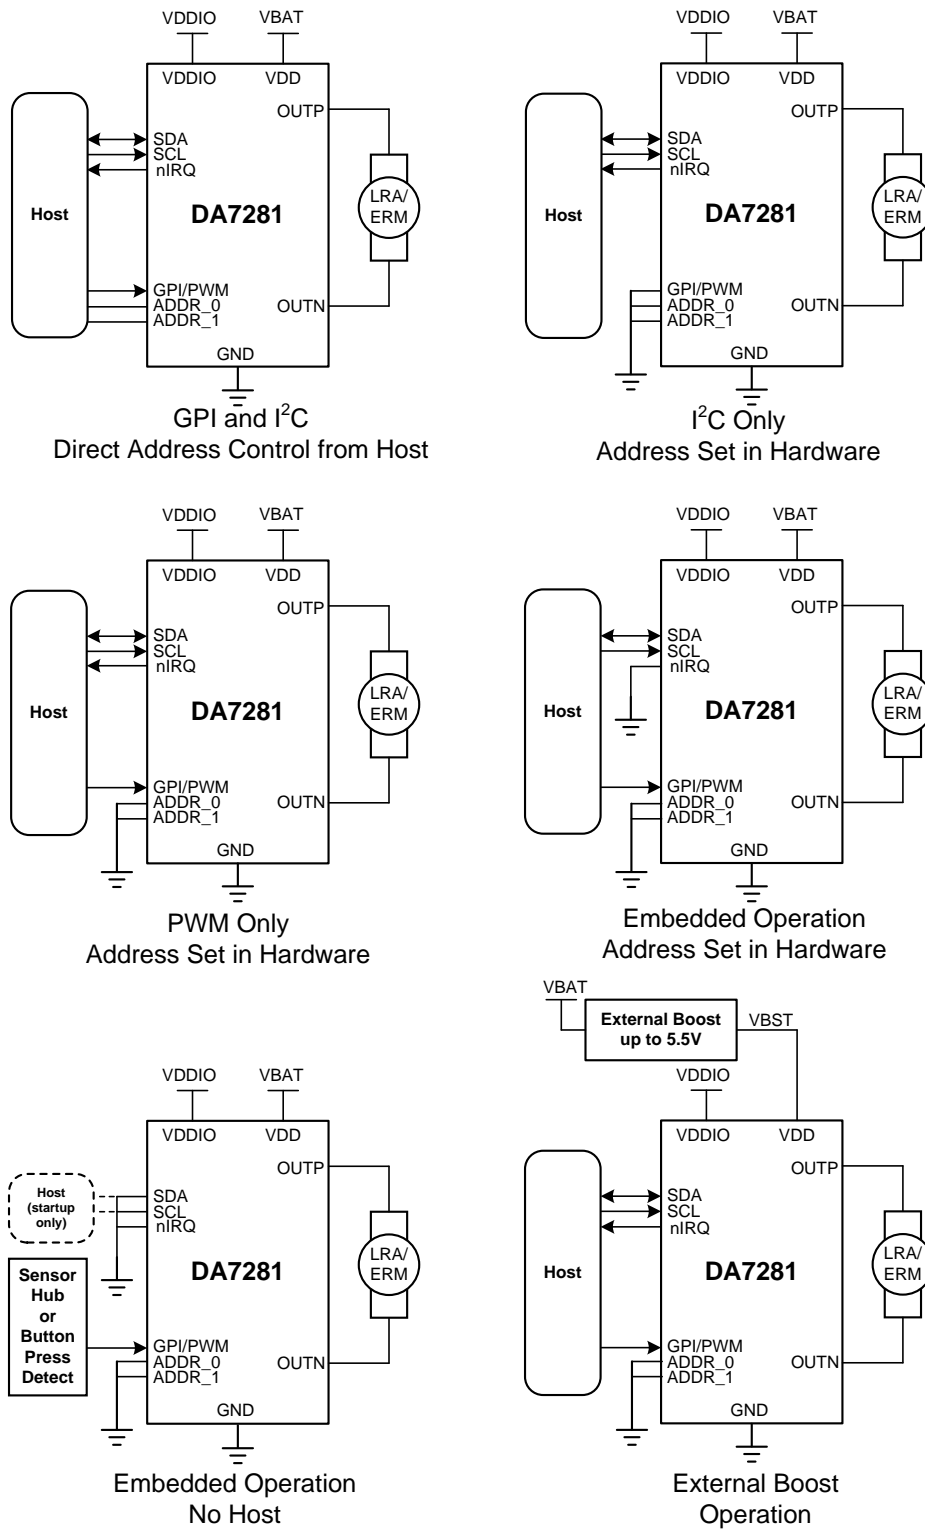 VDDIO VBAT
VDDIO VDD
OUTP
SDA
SCL
nIRQ
Host
DA7281
LRA/
ERM
GPI/PWM
ADDR_0
ADDR_1
OUTN
GND
GPI and I²C
Direct Address Control from Host
VDDIO VBAT
VDDIO VDD
OUTP
SDA
SCL
nIRQ
Host
DA7281
LRA/
ERM
GPI/PWM
ADDR_0
ADDR_1
OUTN
GND
I²C Only
Address Set in Hardware
VDDIO VBAT
VDDIO VDD
OUTP
SDA
SCL
nIRQ
Host
DA7281
LRA/
ERM
GPI/PWM
ADDR_0
ADDR_1
OUTN
GND
PWM Only
Address Set in Hardware
VDDIO VBAT
VDDIO VDD
OUTP
SDA
SCL
nIRQ
Host
DA7281
LRA/
ERM
GPI/PWM
ADDR_0
ADDR_1
OUTN
GND
Embedded Operation
Address Set in Hardware
VDDIO VBAT
VDDIO VDD
OUTP
Host
(startup
only)
SDA
SCL
nIRQ
DA7281
LRA/
ERM
Sensor
Hub
or
Button
Press
Detect
GPI/PWM
ADDR_0
ADDR_1
OUTN
GND
Embedded Operation
No Host
VBAT
External Boost
up to 5.5V
VBST
VDDIO
VDDIO VDD
OUTP
SDA
SCL
nIRQ
Host
DA7281
LRA/
ERM
GPI/PWM
ADDR_0
ADDR_1
OUTN
GND
External Boost
Operation